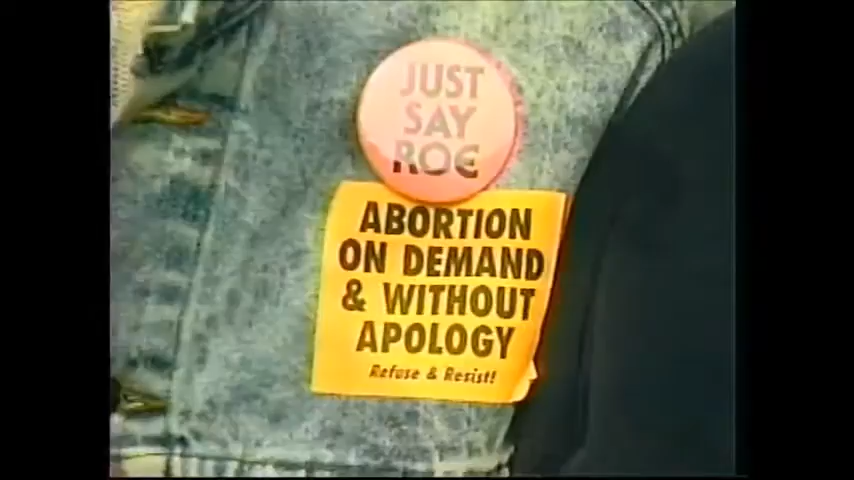 JUST
SAY
ROE
ABORTION
ON DEMAND
& WITHOUT
APOLOGY
Refuse & Resist!